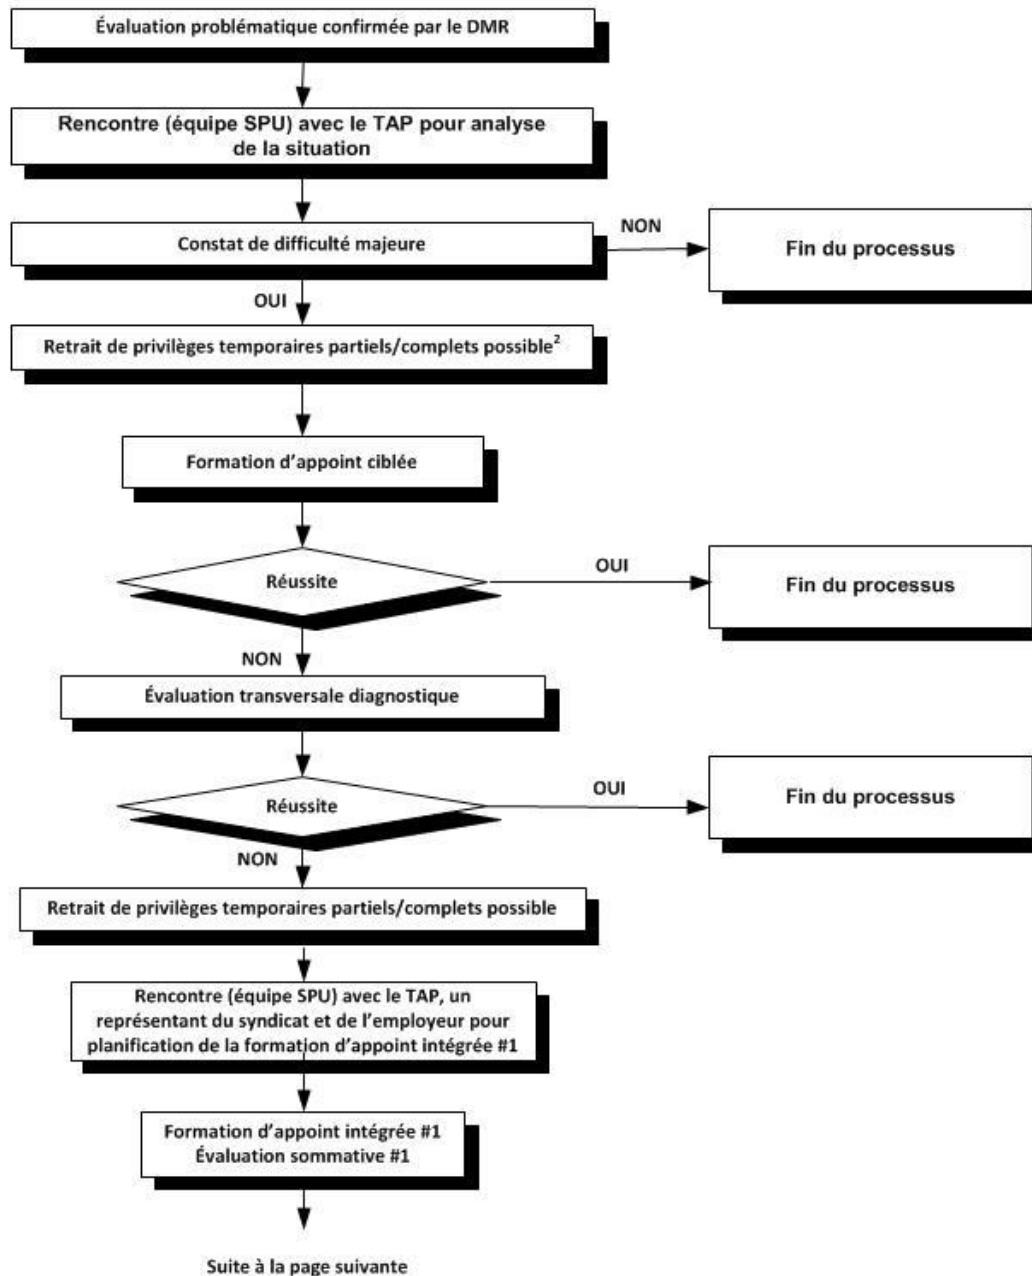 Évaluation problématique confirmée par le DMR
Rencontre (équipe SPU) avec le TAP pour analyse
de la situation
Constat de difficulté majeure
NON
Fin du processus
OUI
Retrait de privilèges temporaires partiels/complets possible²
Formation d’appoint ciblée
Réussite
OUI
Fin du processus
NON
Évaluation transversale diagnostique
Réussite
OUI
Fin du processus
NON
Retrait de privilèges temporaires partiels/complets possible
Rencontre (équipe SPU) avec le TAP, un
représentant du syndicat et de l’employeur pour
planification de la formation d’appoint intégrée #1
Formation d’appoint intégrée #1
Évaluation sommative #1
Suite à la page suivante